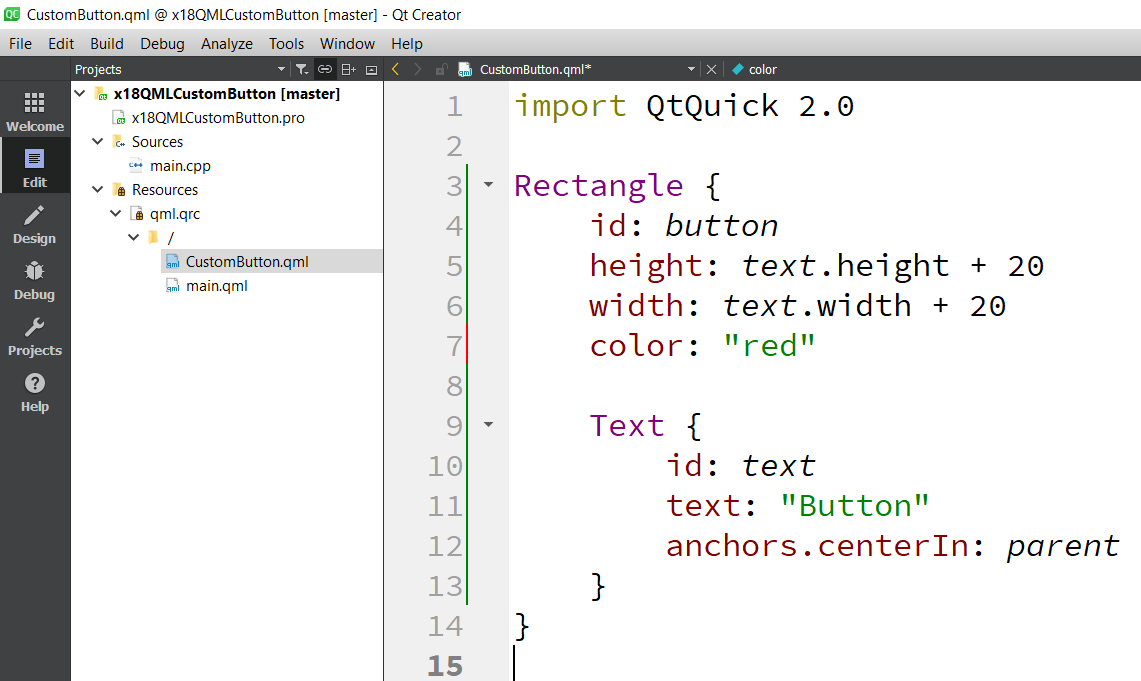 CustomButton.qml @ x18QMLCustomButton [master] - Qt Creator
File Edit Build Debug Analyze Tools Window Help
Projects
CustomButton.qml*
color
Welcome
Edit
Design
Debug
Projects
Help
x18QMLCustomButton [master]
x18QMLCustomButton.pro
Sources
main.cpp
Resources
qml.qrc
/
CustomButton.qml
main.qml
1 import QtQuick 2.0
2
3 Rectangle {
4 id: button
5 height: text.height + 20
6 width: text.width + 20
7 color: "red"
8
9 Text {
10 id: text
11 text: "Button"
12 anchors.centerIn: parent
13 }
14 }
15